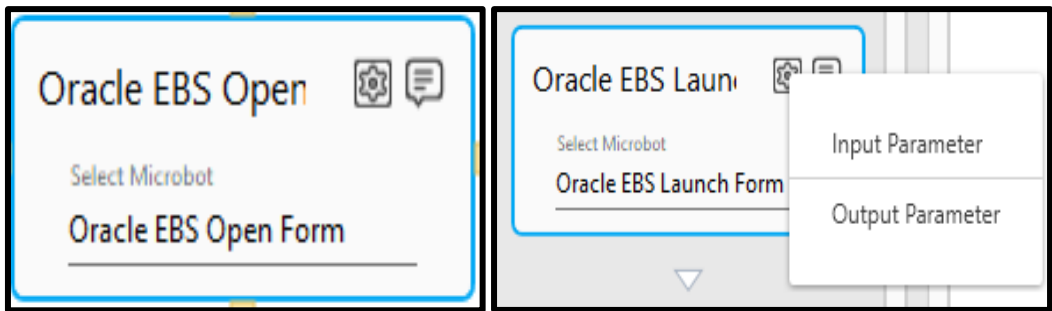 Oracle EBS Open
Select Microbot
Oracle EBS Open Form
Oracle EBS Laun
Select Microbot
Oracle EBS Launch Form
Input Parameter
Output Parameter